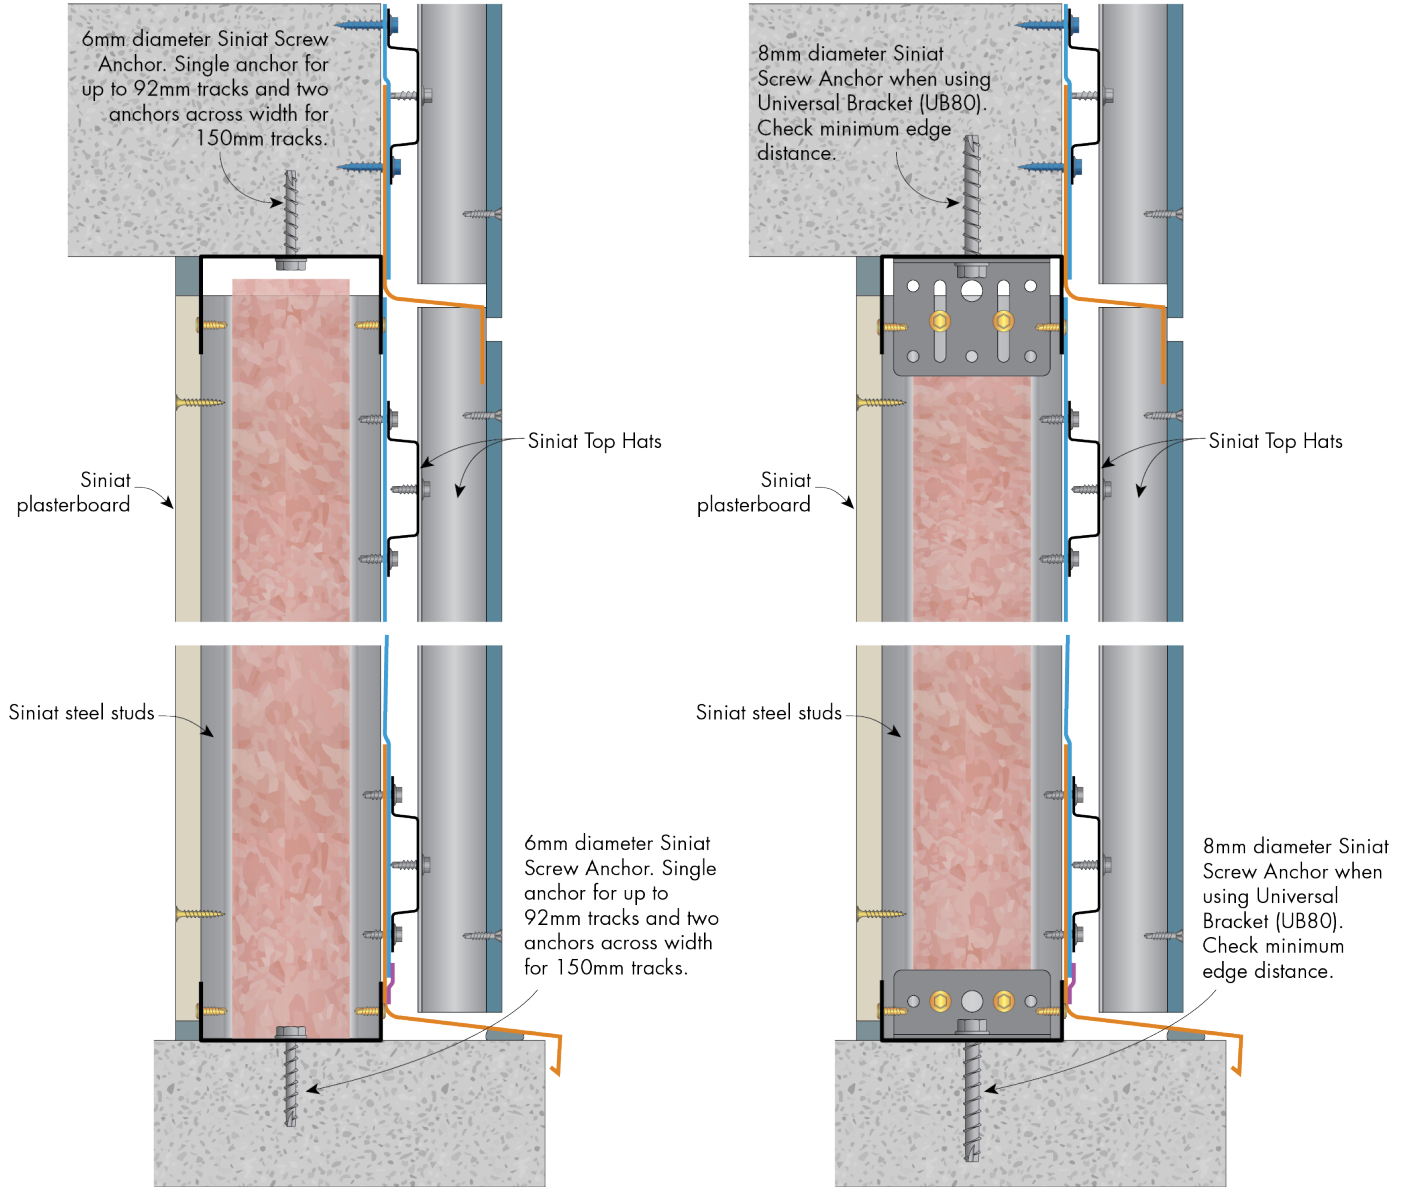 6mm diameter Siniat Screw
Anchor. Single anchor for
up to 92mm tracks and two
anchors across width for
150mm tracks.
8mm diameter Siniat
Screw Anchor when using
Universal Bracket (UB80).
Check minimum edge
distance.
Siniat Top Hats
Siniat Top Hats
Siniat
plasterboard
Siniat
plasterboard
Siniat steel studs
Siniat steel studs
6mm diameter Siniat
Screw Anchor. Single
anchor for up to
92mm tracks and two
anchors across width
for 150mm tracks.
8mm diameter Siniat
Screw Anchor when
using Universal
Bracket (UB80).
Check minimum
edge distance.